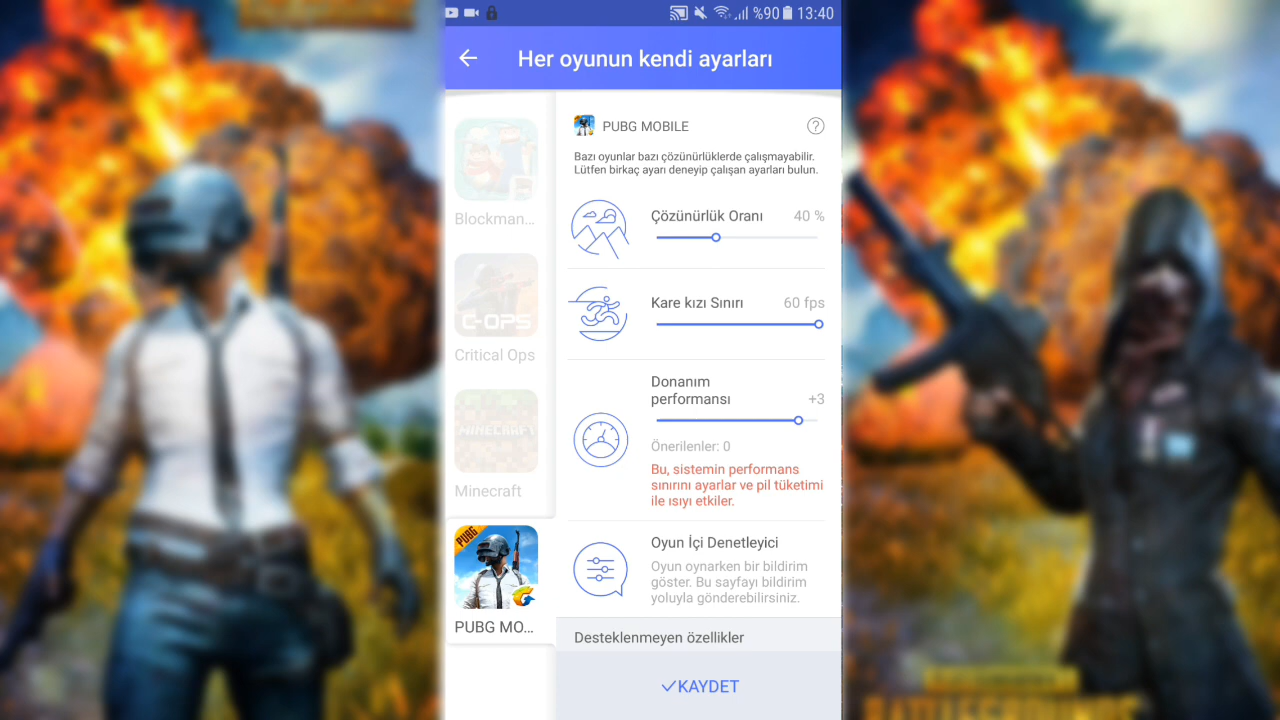 %90 13:40
Her oyunun kendi ayarları
Blockman...
C-OPS
Critical Ops
MINECRAFT
Minecraft
PUBG
PUBG MO...
PUBG MOBILE
?
Bazı oyunlar bazı çözünürlüklerde çalışmayabilir.
Lütfen birkaç ayarı deneyip çalışan ayarları bulun.
Çözünürlük Oranı 40 %
Kare kızı Sınırı 60 fps
Donanım
performansı +3
Önerilenler: 0
Bu, sistemin performans
sınırını ayarlar ve pil tüketimi
ile ısıyı etkiler.
Oyun İçi Denetleyici
Oyun oynarken bir bildirim
göster. Bu sayfayı bildirim
yoluyla gönderebilirsiniz.
Desteklenmeyen özellikler
KAYDET